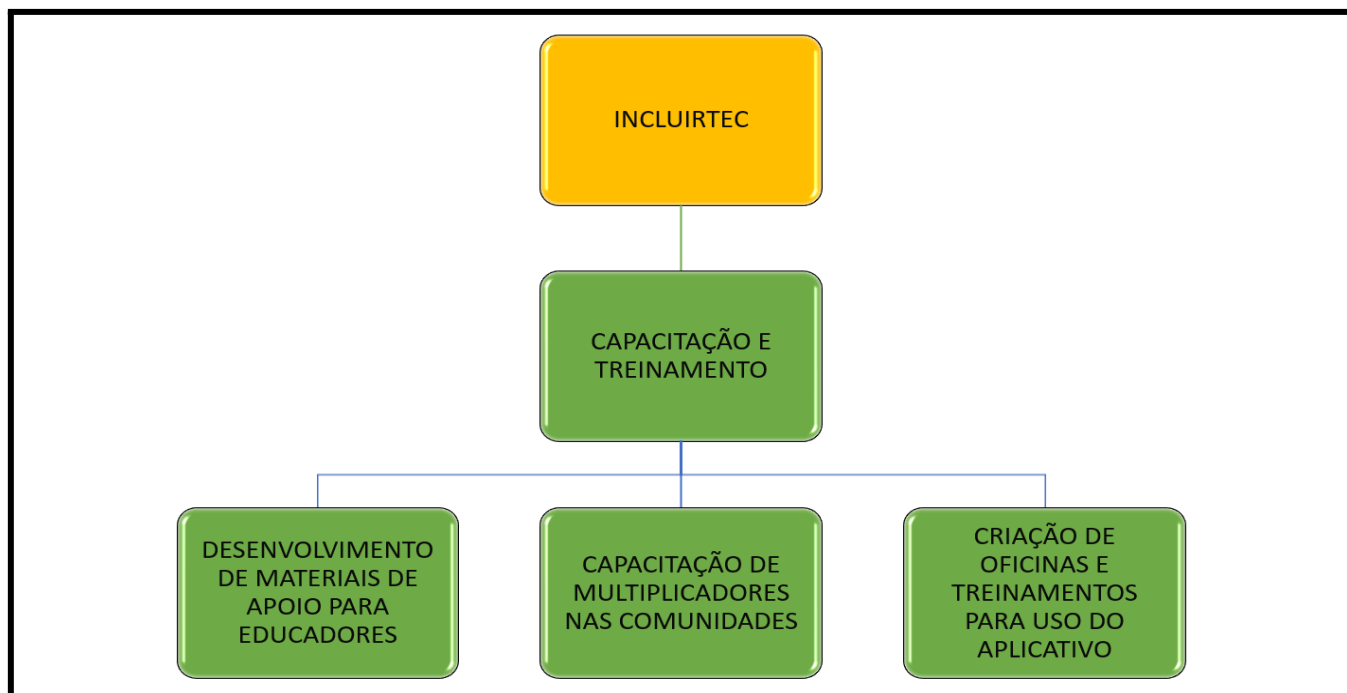 INCLUIRTEC
CAPACITAÇÃO E
TREINAMENTO
DESENVOLVIMENTO
DE MATERIAIS DE
APOIO PARA
EDUCADORES
CAPACITAÇÃO DE
MULTIPLICADORES
NAS COMUNIDADES
CRIAÇÃO DE
OFICINAS E
TREINAMENTOS
PARA USO DO
APLICATIVO